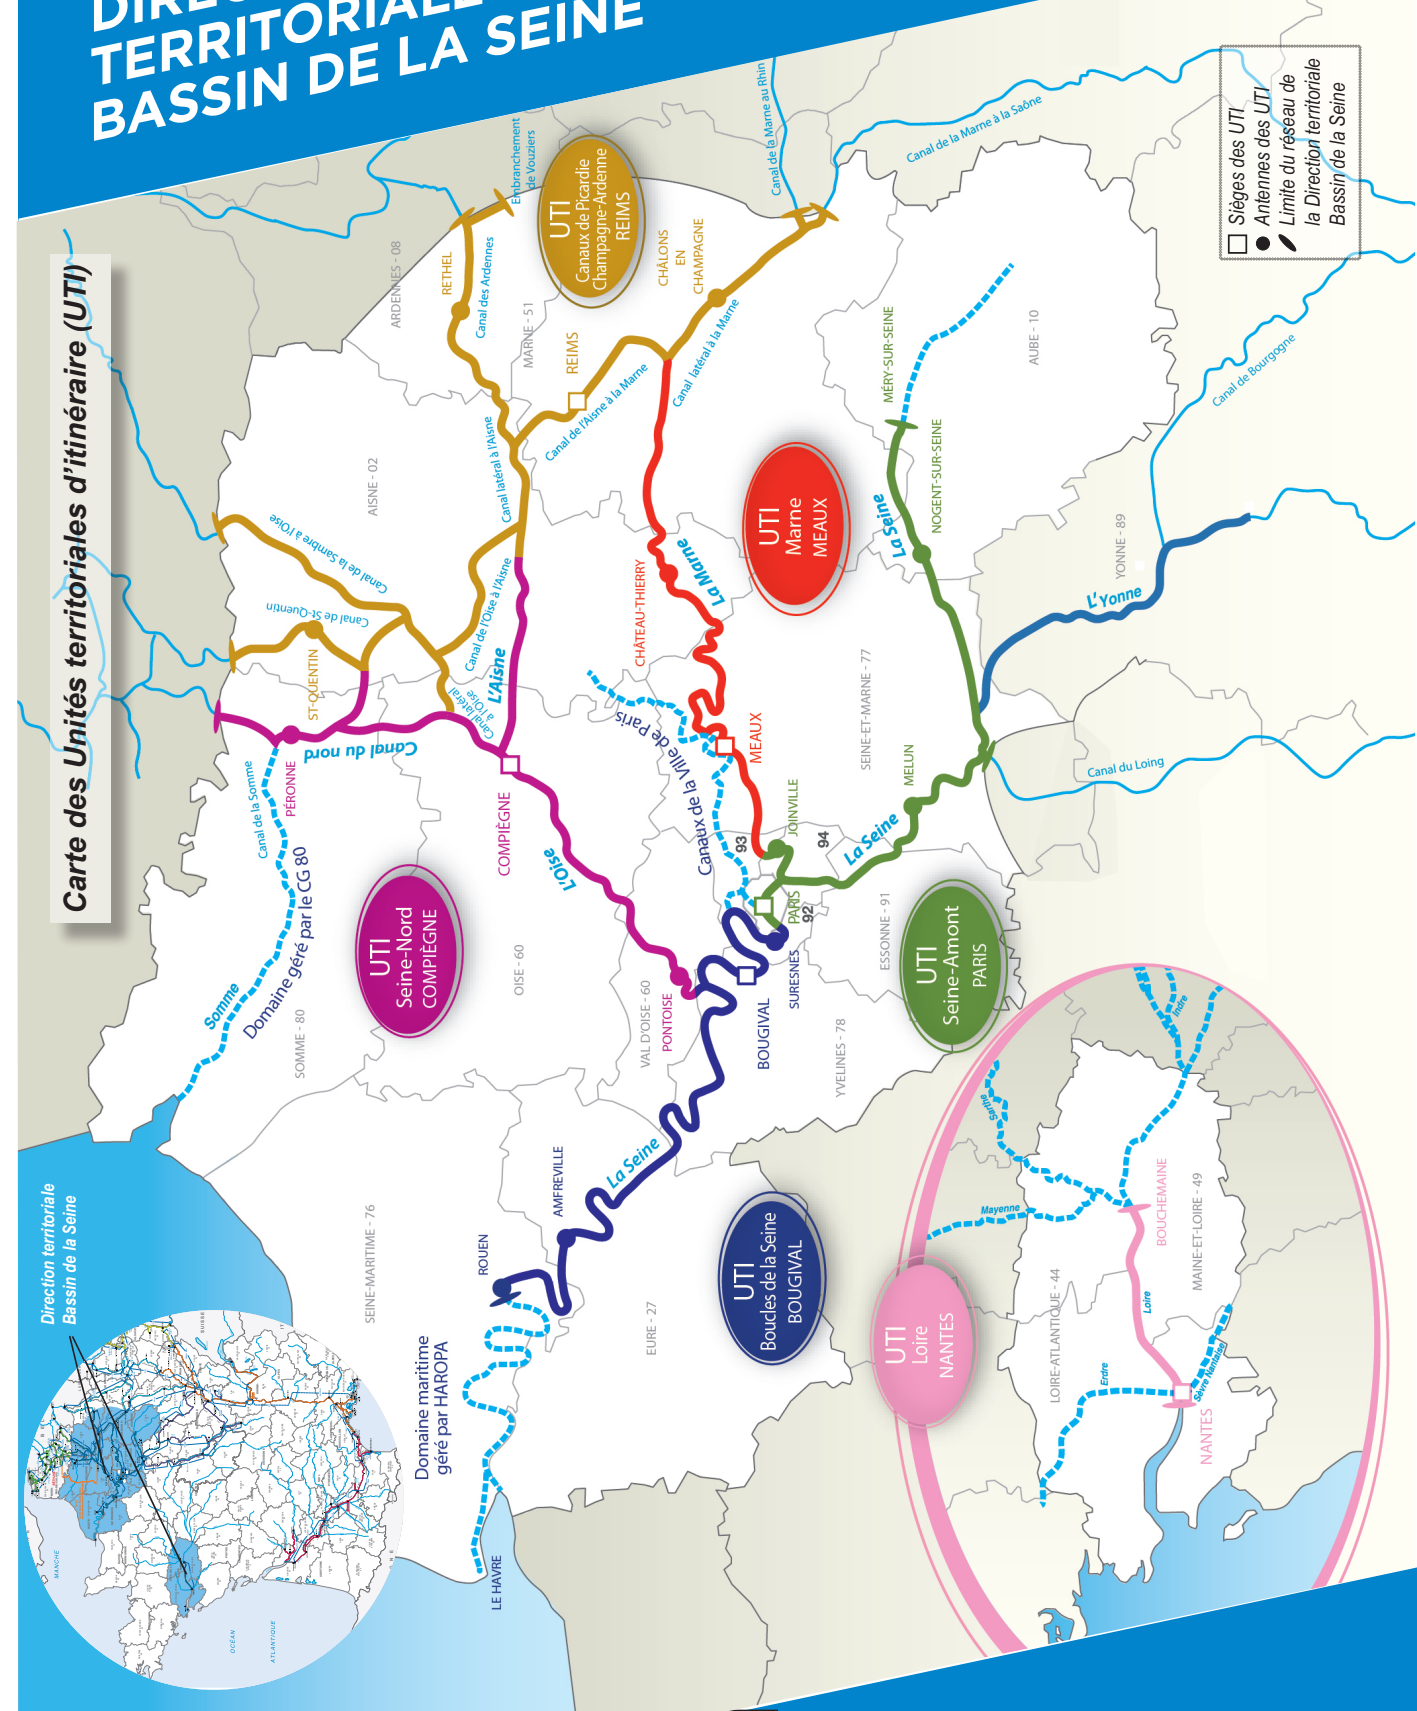 TERRITORIALE
BASSIN DE LA SEINE
Carte des Unités territoriales d'itinéraire (UTI)
Direction territoriale
Bassin de la Seine
MANCHE
OCÉAN
ATLANTIQUE
Sièges des UTI
Antennes des UTI
Limite du réseau de
la Direction territoriale
Bassin de la Seine
UTI
Canaux de Picardie
Champagne-Ardenne
REIMS
UTI
Marne
MEAUX
UTI
Seine-Nord
COMPIÈGNE
UTI
Seine-Amont
PARIS
UTI
Boucles de la Seine
BOUGIVAL
UTI
Loire
NANTES
Embranchement
de Vouziers
Canal de la Marne au Rhin
Canal de la Marne à la Saône
ARDENNES - 08
RETHEL
Canal des Ardennes
MARNE - 51
REIMS
CHÂLONS
EN
CHAMPAGNE
Canal latéral à la Marne
Canal de l'Aisne à la Marne
Canal latéral à l'Aisne
AISNE - 02
Canal de la Sambre à l'Oise
Canal de St-Quentin
ST-QUENTIN
Canal de l'Oise à l'Aisne
L'Aisne
Canal latéral
à l'Oise
Canal du nord
PÉRONNE
Canal de la Somme
Domaine géré par le CG 80
Somme
SOMME - 80
COMPIÈGNE
L'Oise
OISE - 60
VAL D'OISE - 60
PONTOISE
CHÂTEAU-THIERRY
La Marne
MEAUX
Canaux de la Ville de Paris
93
94
92
JOINVILLE
PARIS
SURESNES
BOUGIVAL
YVELINES - 78
ESSONNE - 91
La Seine
MELUN
SEINE-ET-MARNE - 77
La Seine
NOGENT-SUR-SEINE
MÉRY-SUR-SEINE
AUBE - 10
Canal de Bourgogne
YONNE - 89
L'Yonne
Canal du Loing
La Seine
AMFREVILLE
ROUEN
SEINE-MARITIME - 76
EURE - 27
Domaine maritime
géré par HAROPA
LE HAVRE
Sarthe
Indre
Mayenne
BOUCHEMAINE
MAINE-ET-LOIRE - 49
LOIRE-ATLANTIQUE - 44
Loire
Erdre
Sèvre Nantaise
NANTES